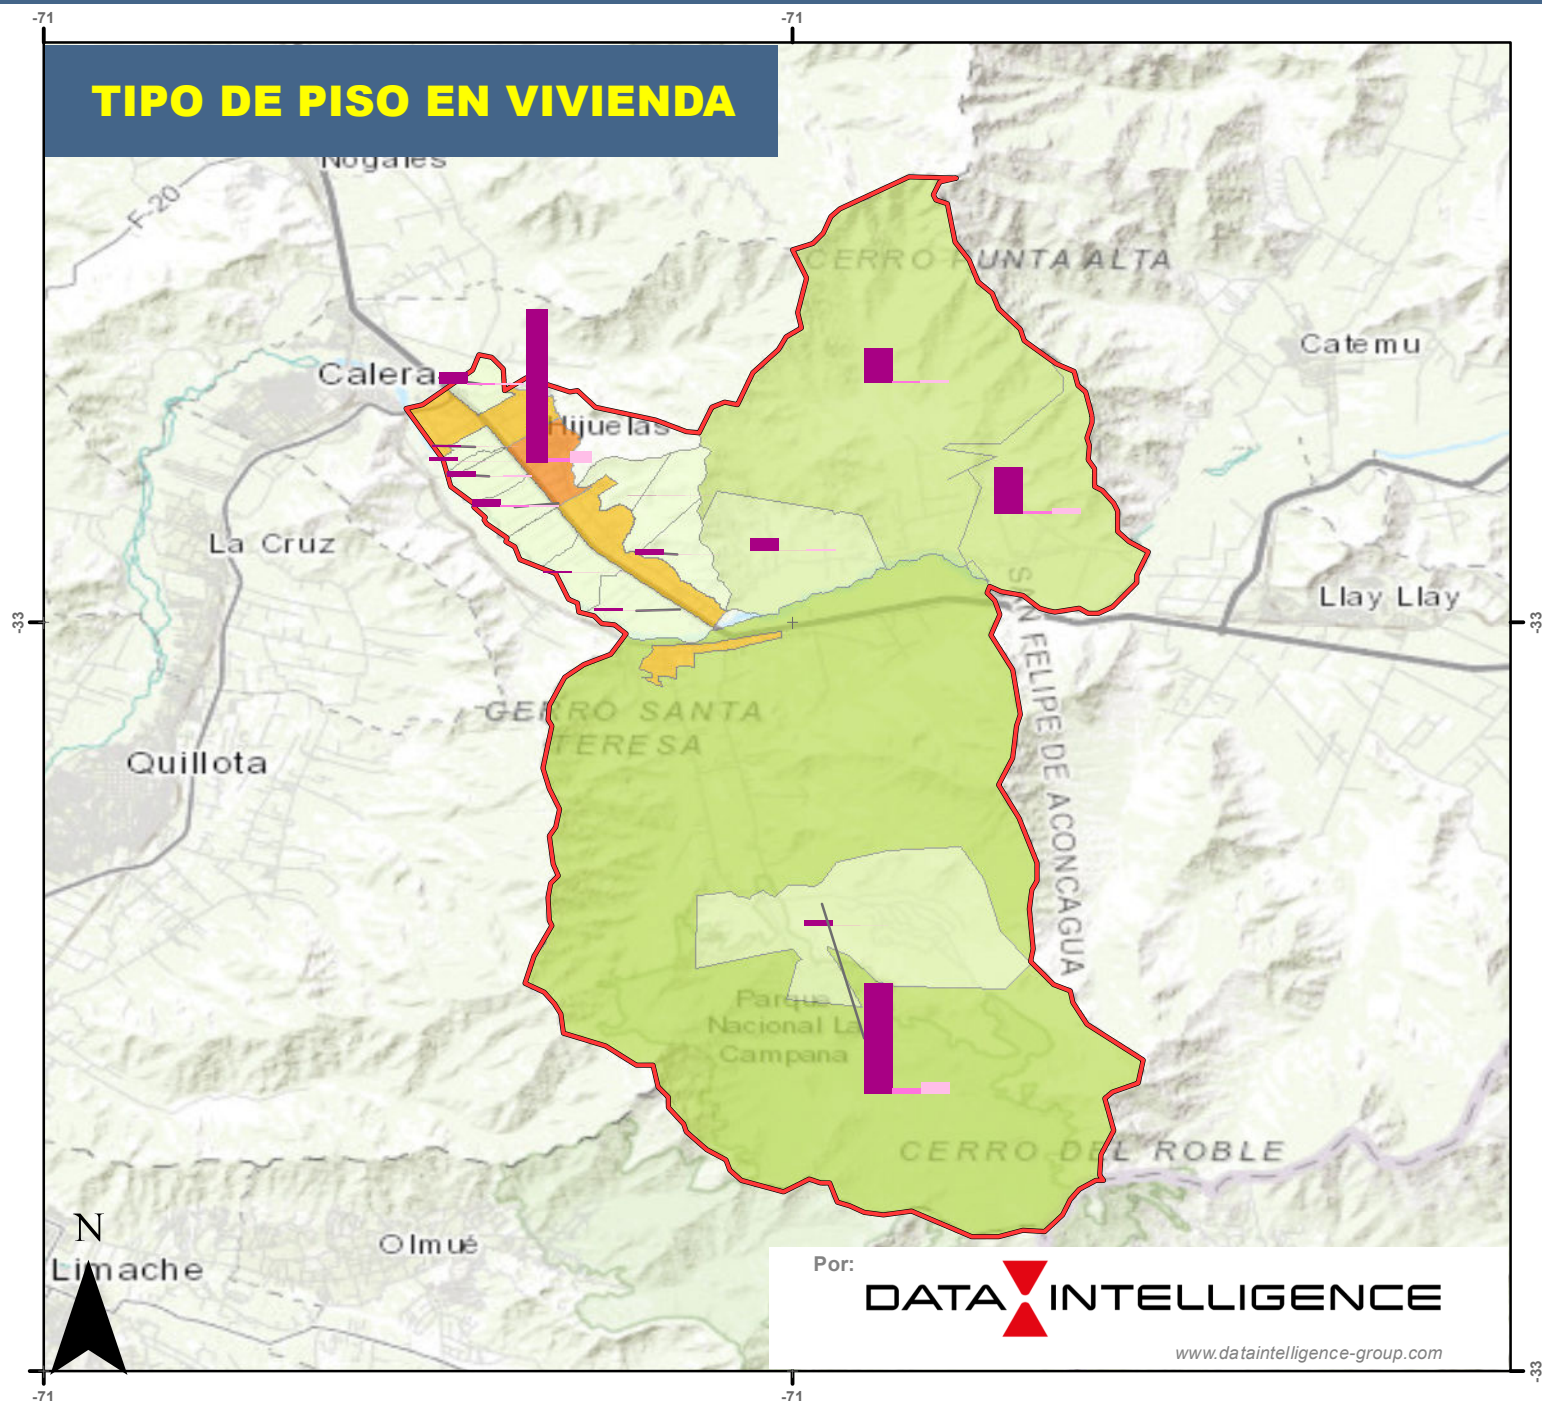 -71
-71
TIPO DE PISO EN VIVIENDA
Nogales
F-20
CERRO PUNTA ALTA
Catemu
Calera
Hijuelas
La Cruz
Llay Llay
-33
-33
SAN FELIPE DE ACONCAGUA
CERRO SANTA
TERESA
Quillota
Parque
Nacional La
Campana
CERRO DEL ROBLE
N
Olmué
Limache
Por:
DATA INTELLIGENCE
www.dataintelligence-group.com
-33
-71
-71